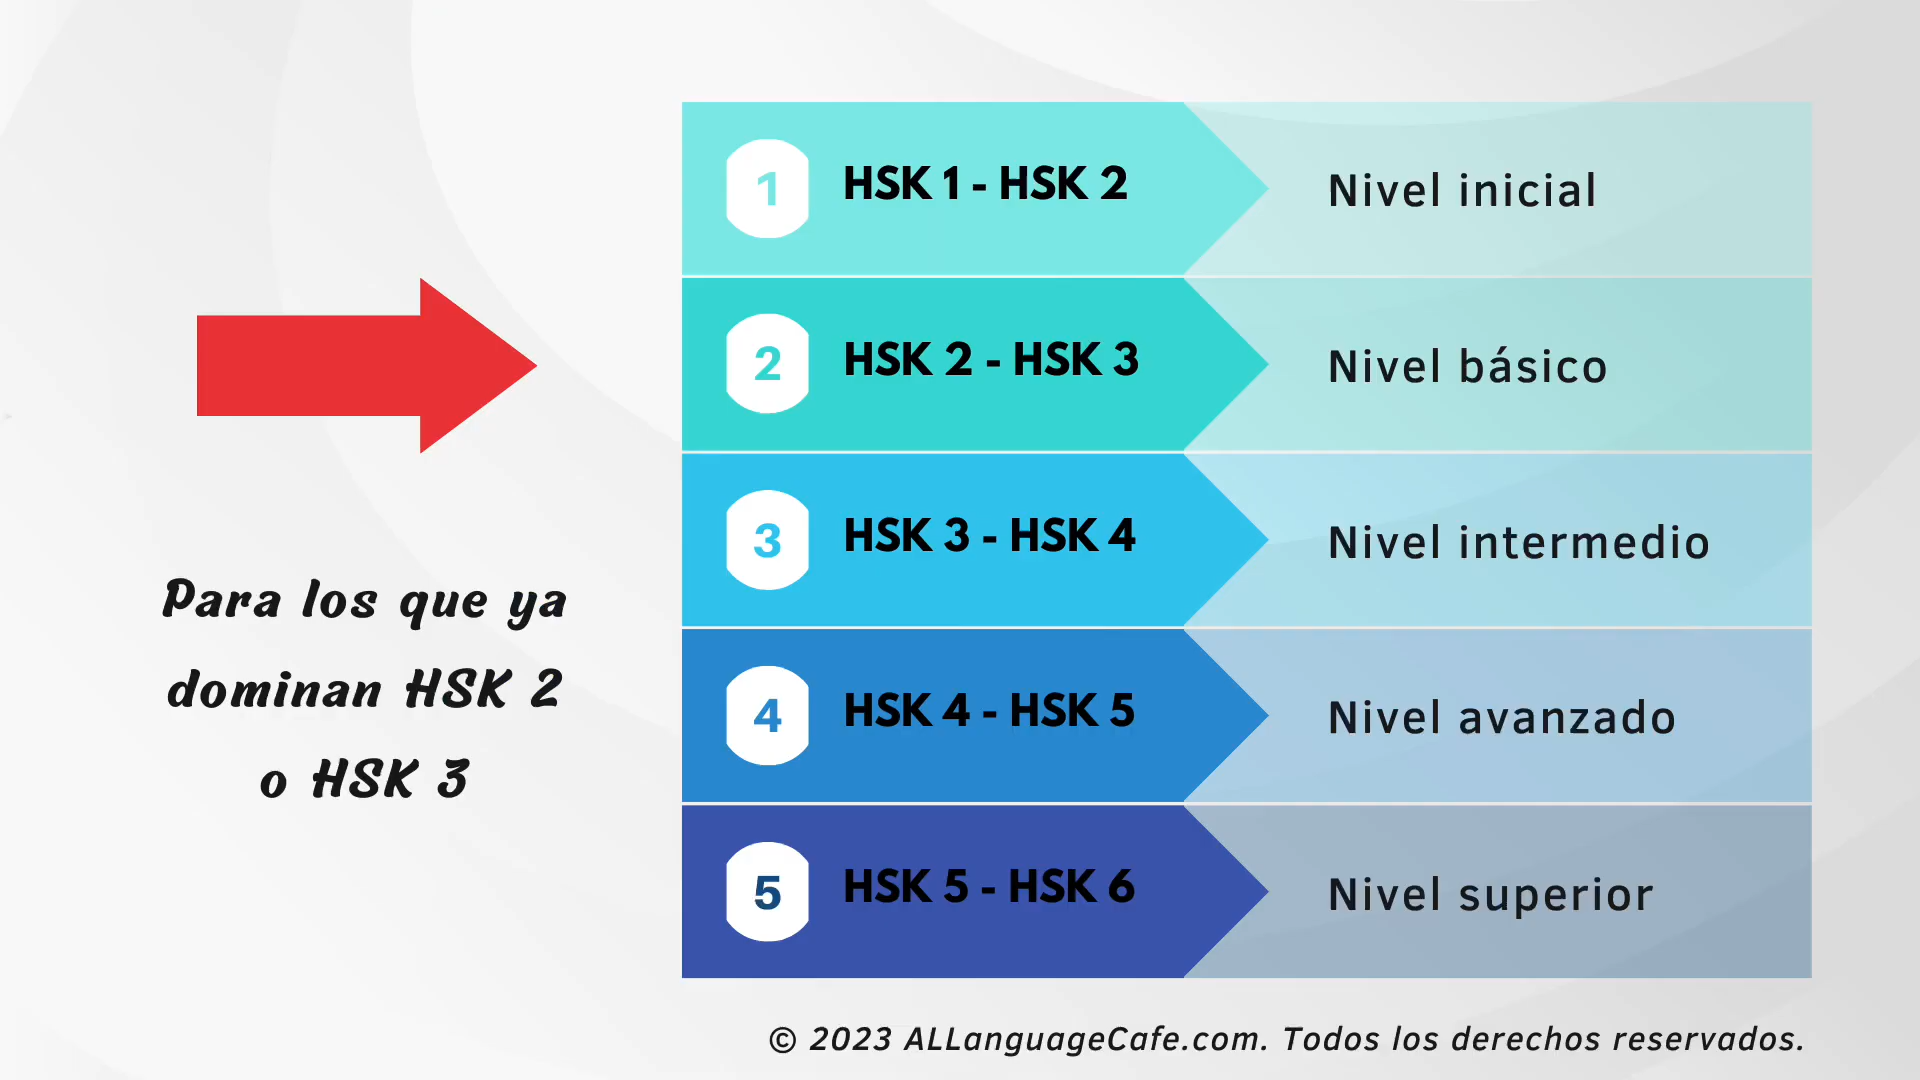 1 HSK 1 - HSK 2 Nivel inicial
2 HSK 2 - HSK 3 Nivel básico
3 HSK 3 - HSK 4 Nivel intermedio
4 HSK 4 - HSK 5 Nivel avanzado
5 HSK 5 - HSK 6 Nivel superior
Para los que ya
dominan HSK 2
o HSK 3
© 2023 ALLanguageCafe.com. Todos los derechos reservados.